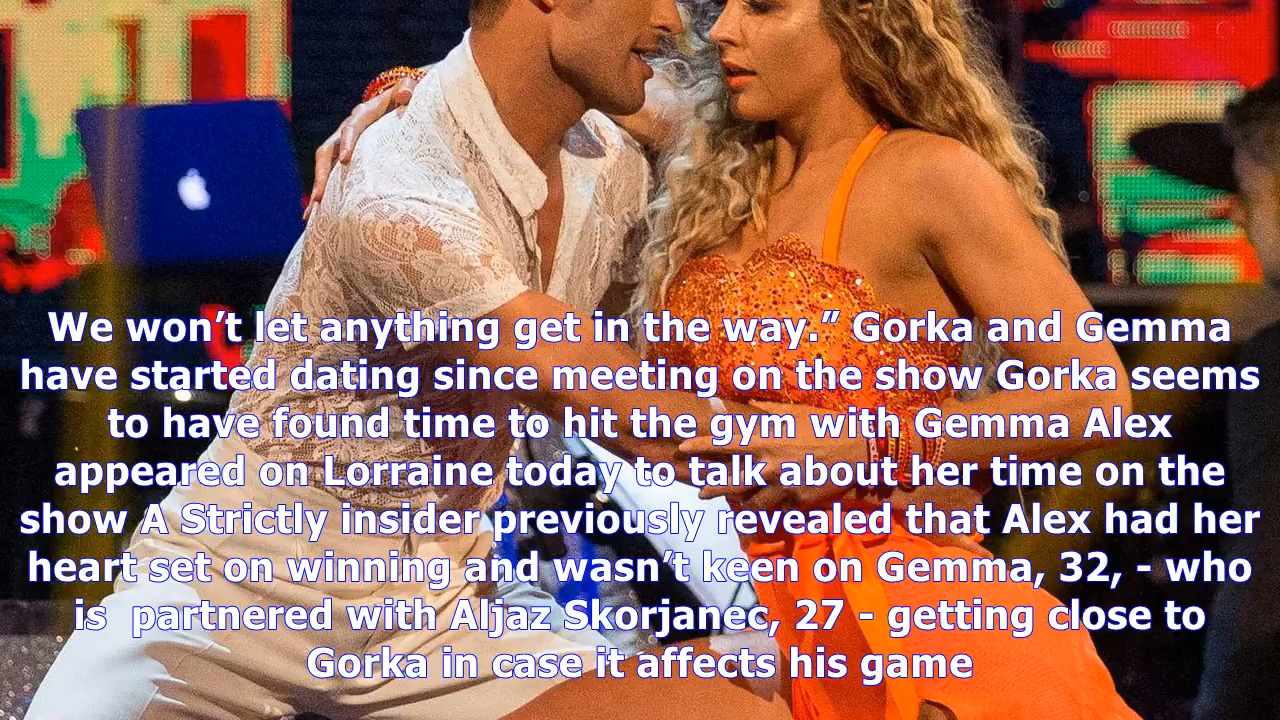 We won’t let anything get in the way.” Gorka and Gemma
have started dating since meeting on the show Gorka seems
to have found time to hit the gym with Gemma Alex
appeared on Lorraine today to talk about her time on the
show A Strictly insider previously revealed that Alex had her
heart set on winning and wasn’t keen on Gemma, 32, - who
is  partnered with Aljaz Skorjanec, 27 - getting close to
Gorka in case it affects his game